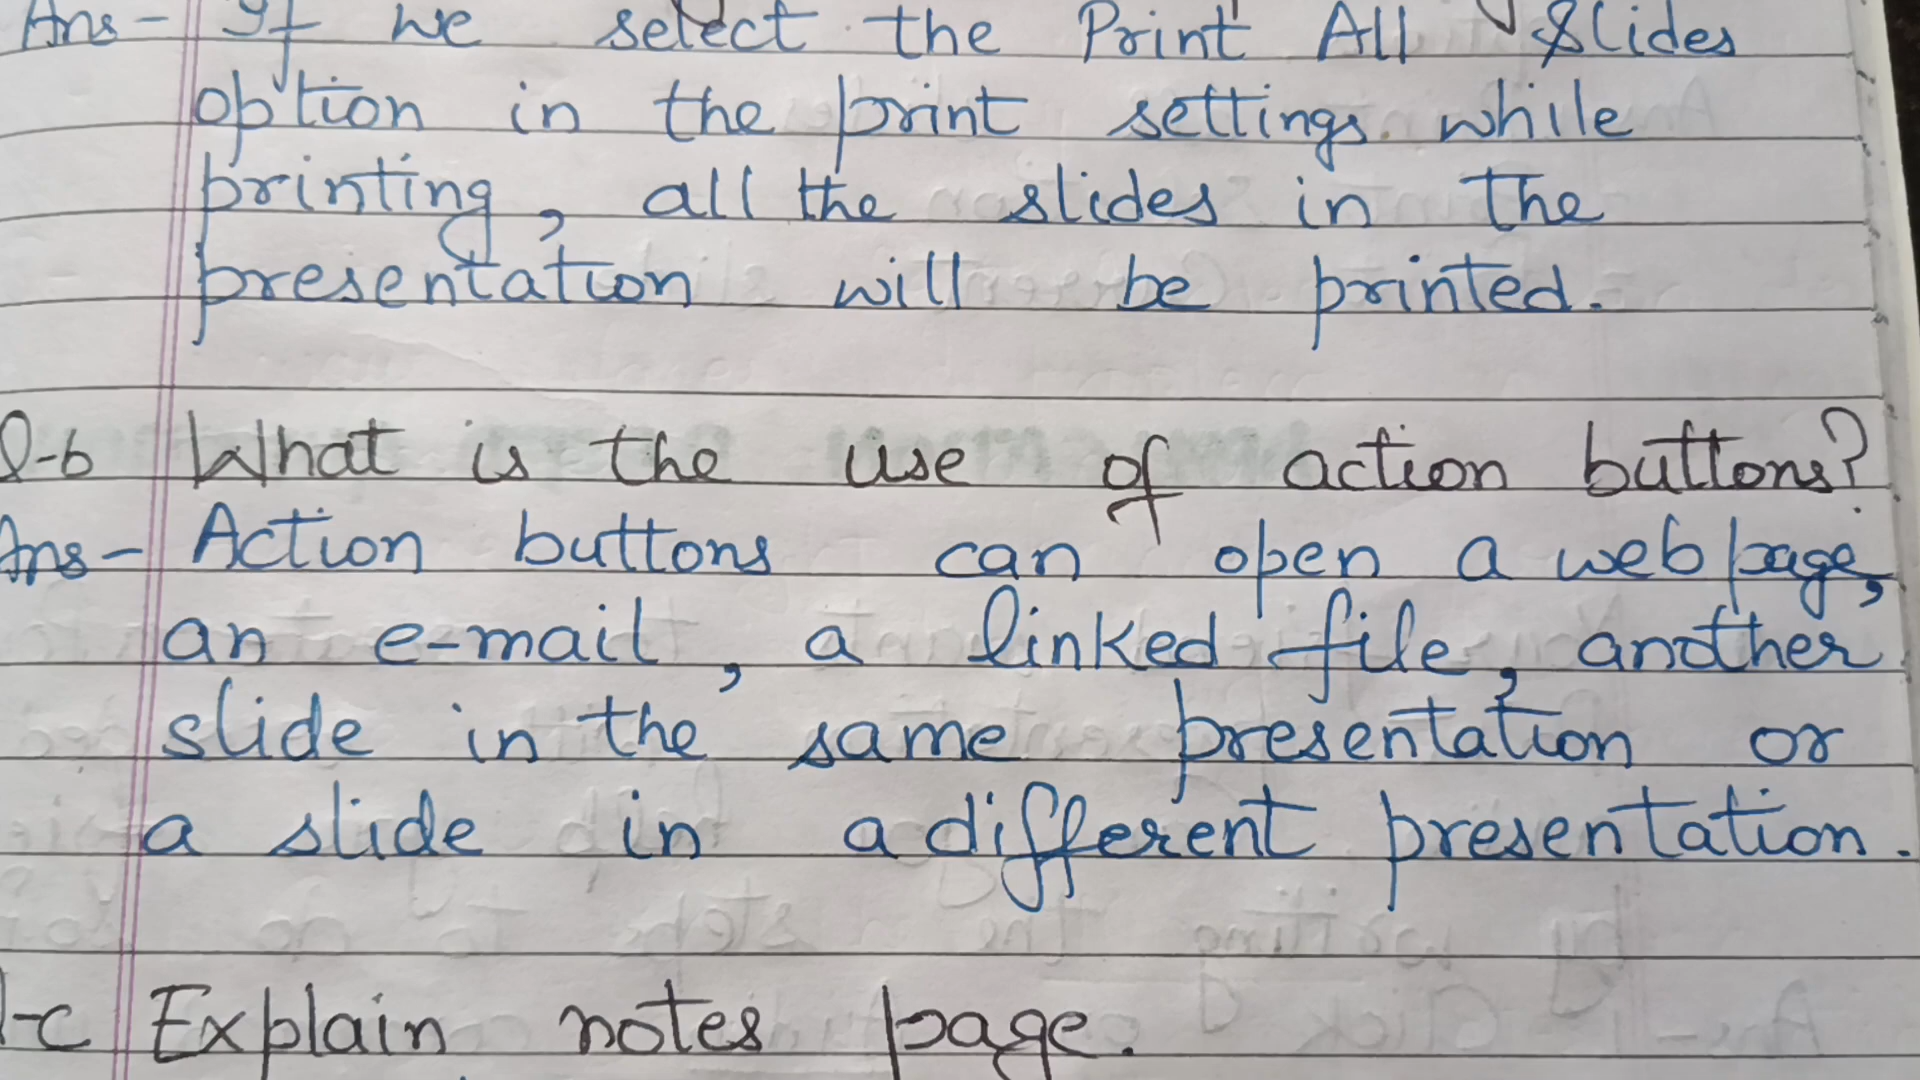 Ans- If we select the Print All Slides
option in the print settings while
printing, all the slides in the
presentation will be printed.
Q-b What is the use of action buttons?
Ans- Action buttons can open a web page,
an e-mail, a linked file, another
slide in the same presentation or
a slide in a different presentation.
-c Explain notes page.